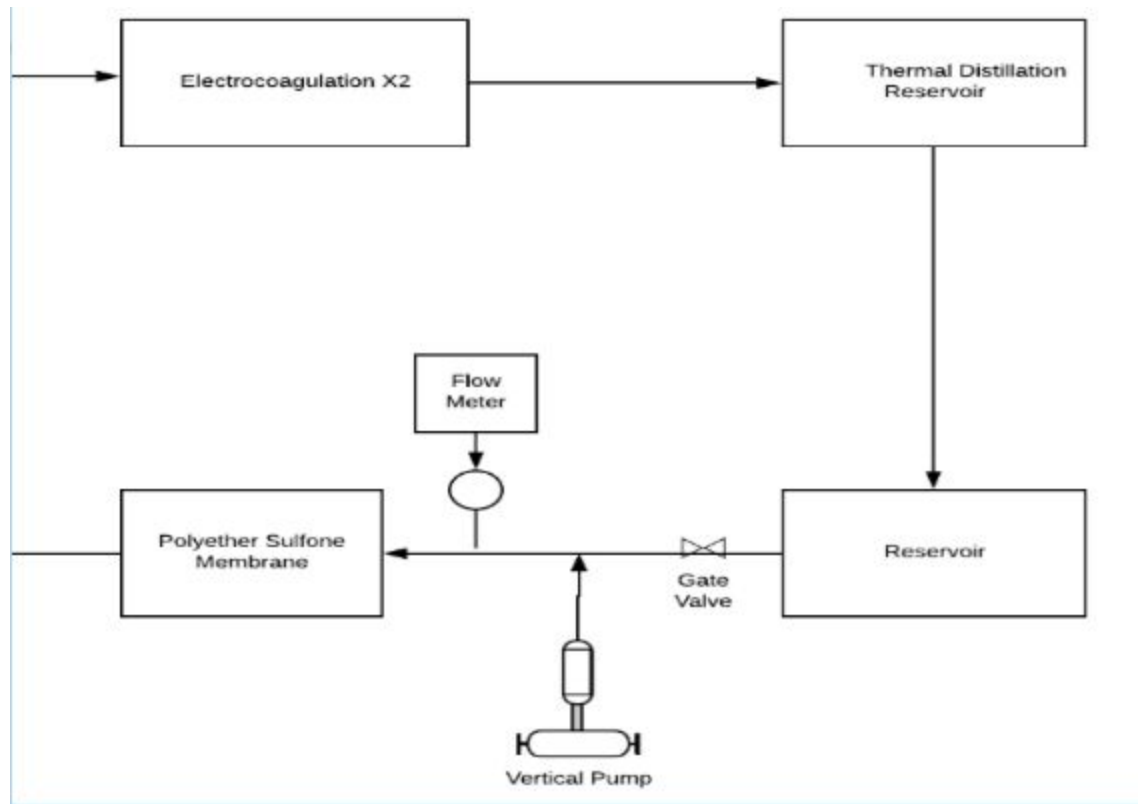 Electrocoagulation X2
Thermal Distillation
Reservoir
Flow
Meter
Polyether Sulfone
Membrane
Gate
Valve
Reservoir
Vertical Pump